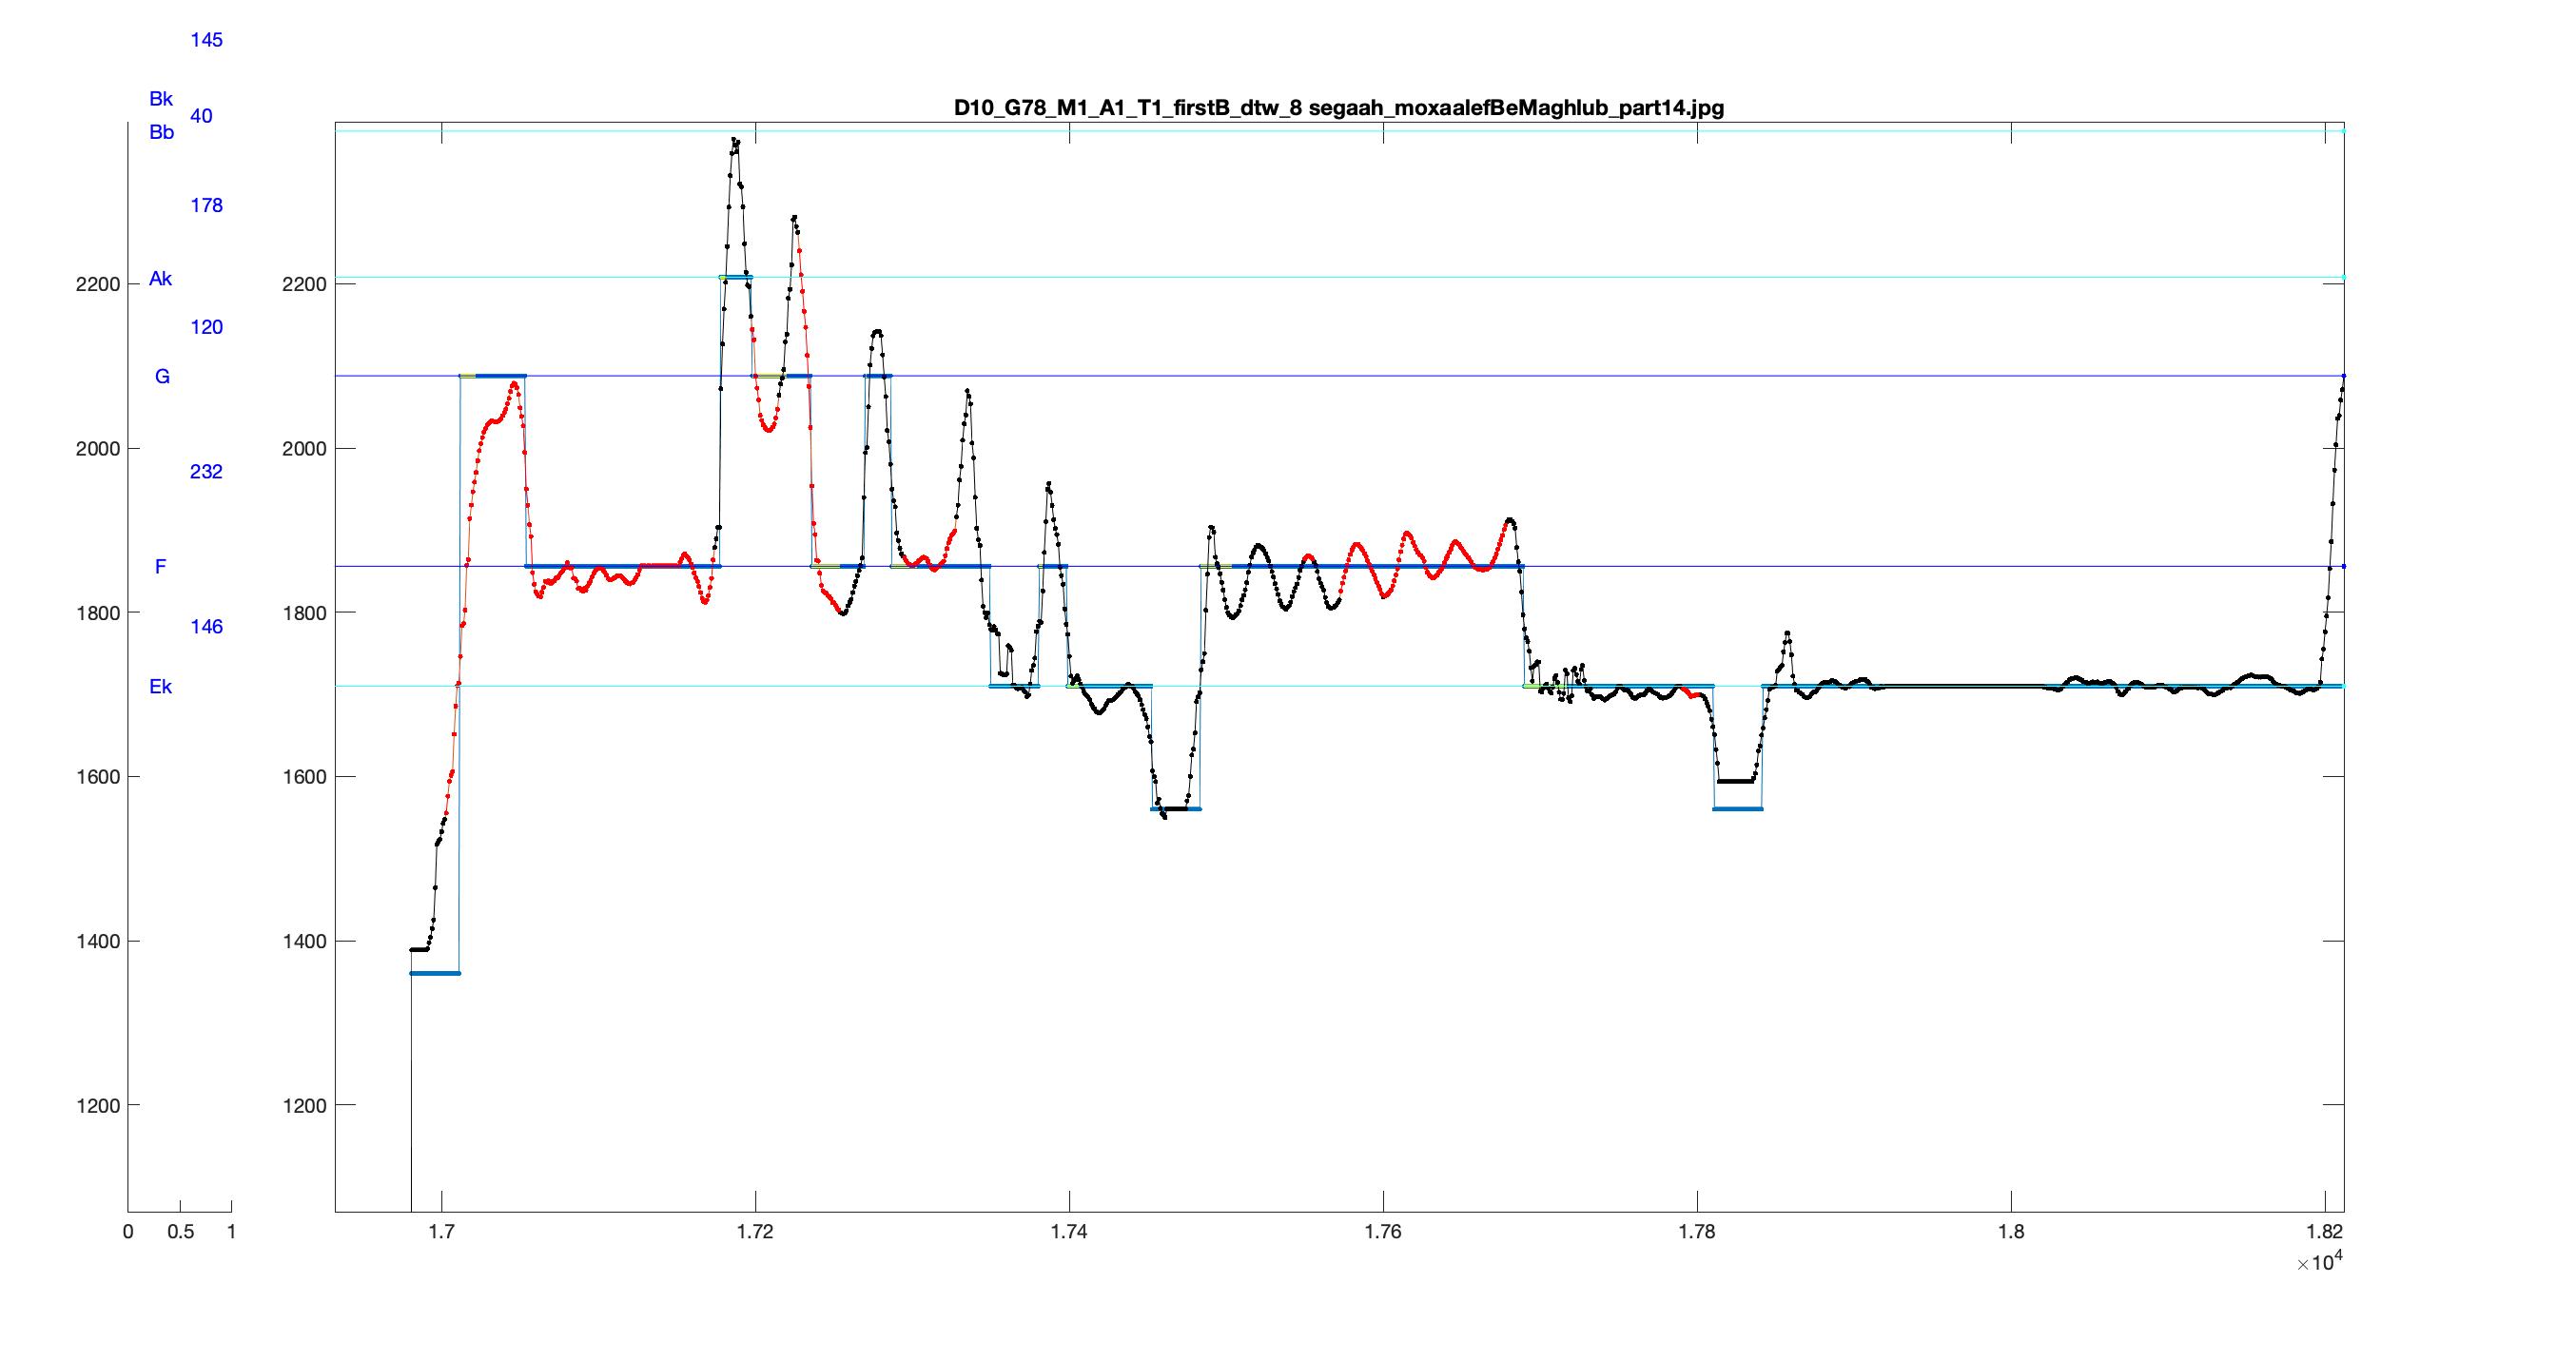 145
Bk
40
D10_G78_M1_A1_T1_firstB_dtw_8 segaah_moxaalefBeMaghlub_part14.jpg
Bb
178
2200 Ak 2200
120
G
2000 2000
232
F
1800 146 1800
Ek
1600 1600
1400 1400
1200 1200
0 0.5 1 1.7 1.72 1.74 1.76 1.78 1.8 1.82
×10^4